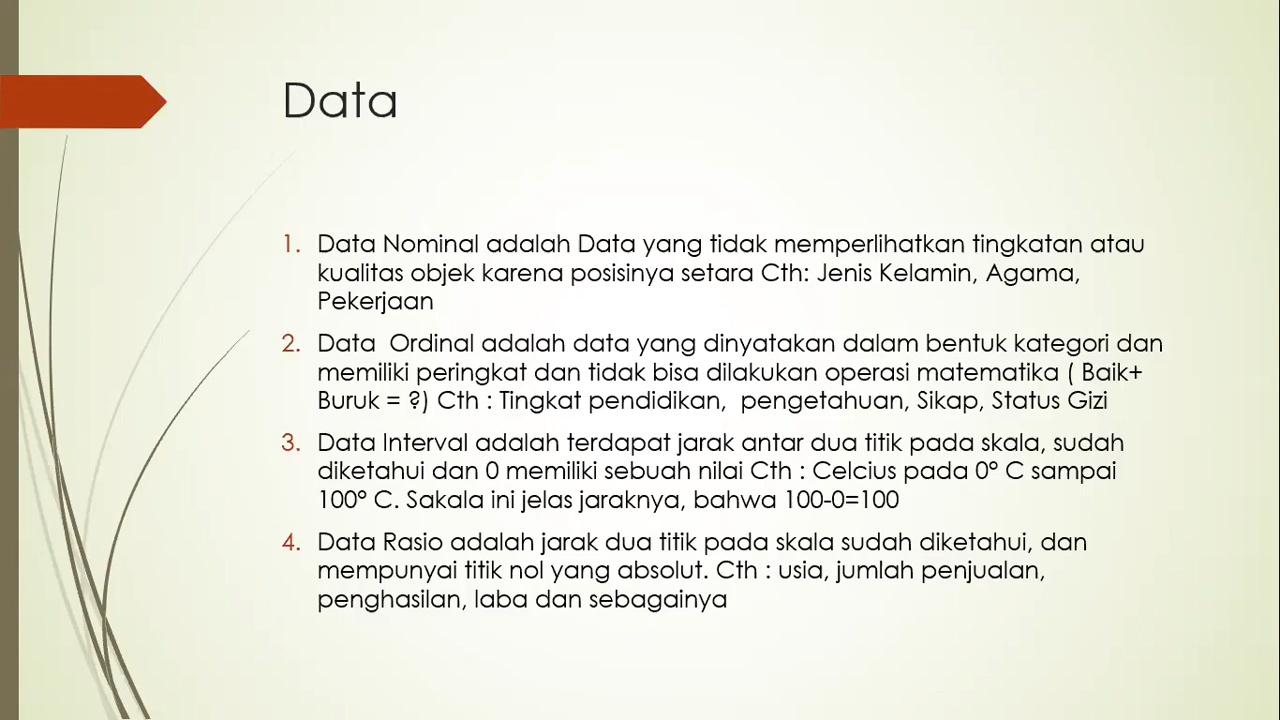 Data
1. Data Nominal adalah Data yang tidak memperlihatkan tingkatan atau
kualitas objek karena posisinya setara Cth: Jenis Kelamin, Agama,
Pekerjaan
2. Data  Ordinal adalah data yang dinyatakan dalam bentuk kategori dan
memiliki peringkat dan tidak bisa dilakukan operasi matematika ( Baik+
Buruk = ?) Cth : Tingkat pendidikan,  pengetahuan, Sikap, Status Gizi
3. Data Interval adalah terdapat jarak antar dua titik pada skala, sudah
diketahui dan 0 memiliki sebuah nilai Cth : Celcius pada 0° C sampai
100° C. Sakala ini jelas jaraknya, bahwa 100-0=100
4. Data Rasio adalah jarak dua titik pada skala sudah diketahui, dan
mempunyai titik nol yang absolut. Cth : usia, jumlah penjualan,
penghasilan, laba dan sebagainya